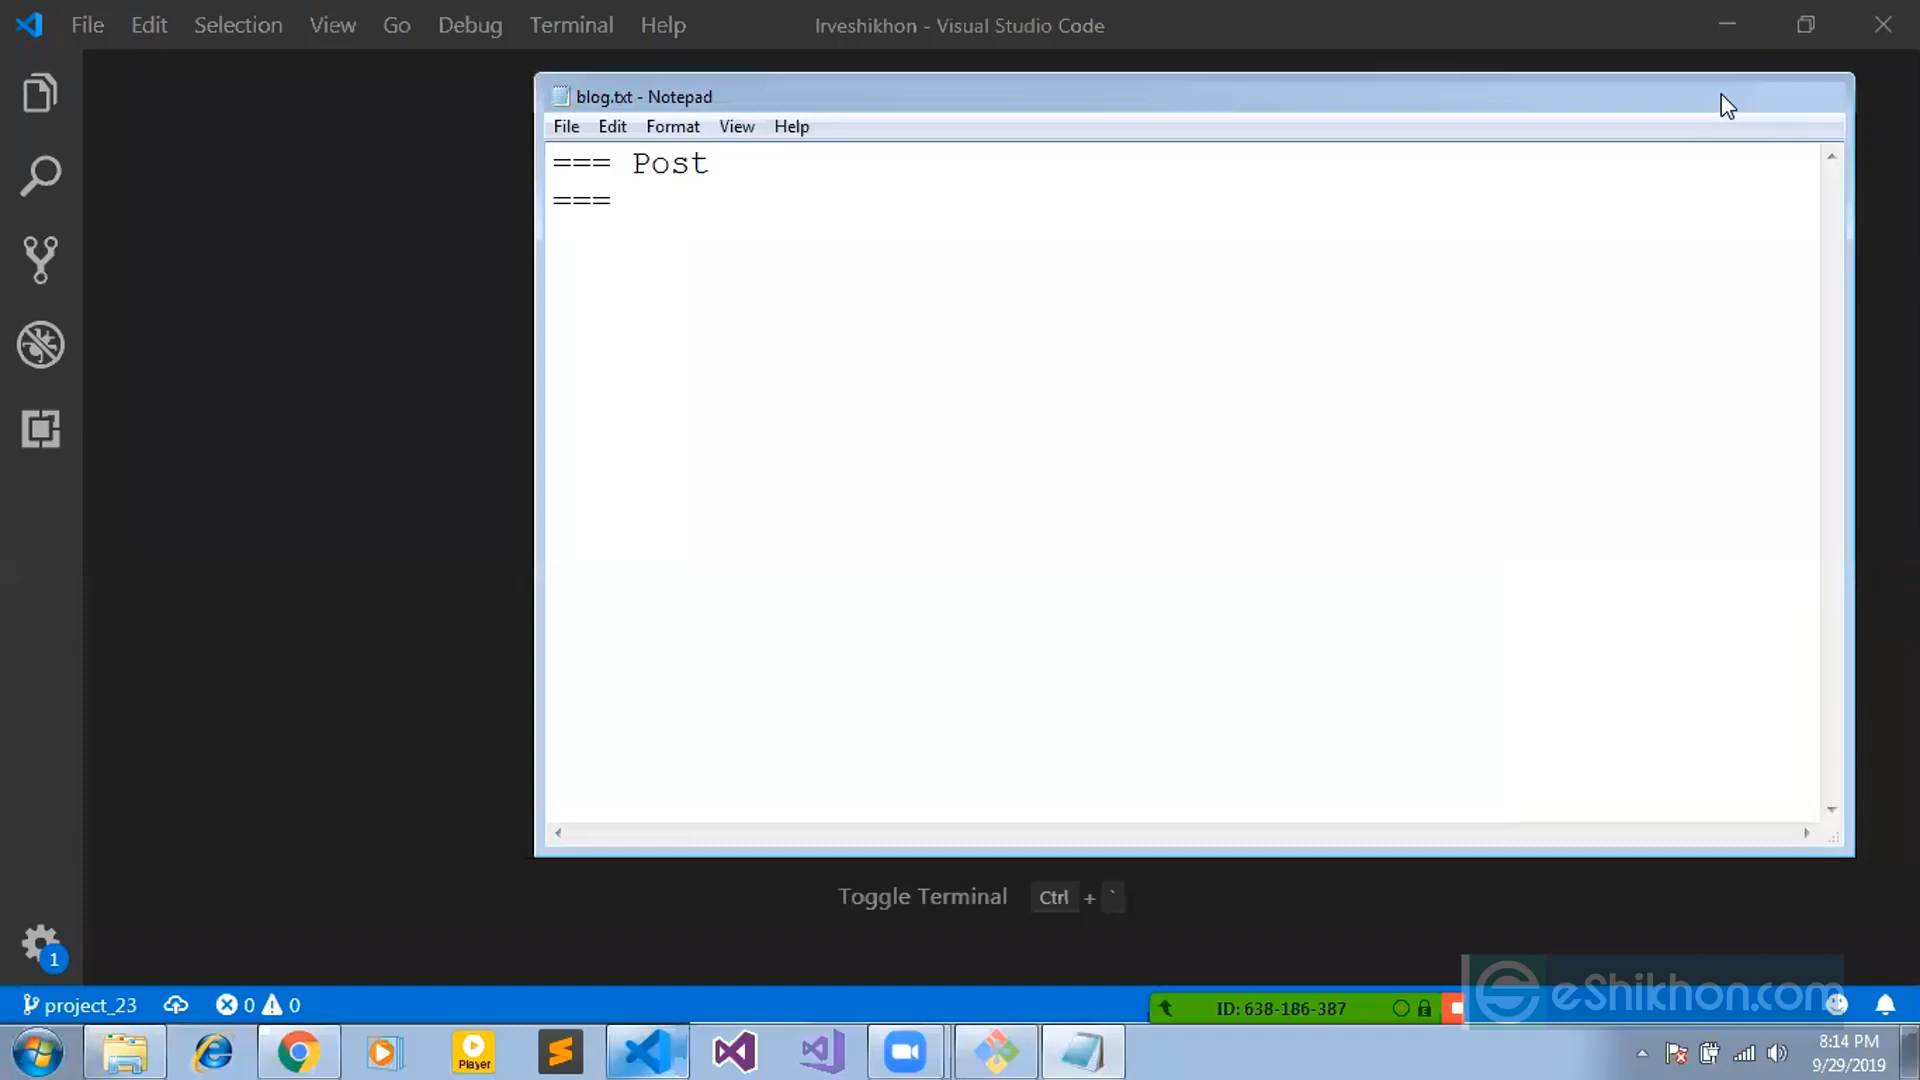 File Edit Selection View Go Debug Terminal Help
Irveshikhon - Visual Studio Code
blog.txt - Notepad
File Edit Format View Help
=== Post
===
Toggle Terminal Ctrl + `
1
project_23 0 0
ID: 638-186-387
eShikhon.com
Player
8:14 PM
9/29/2019